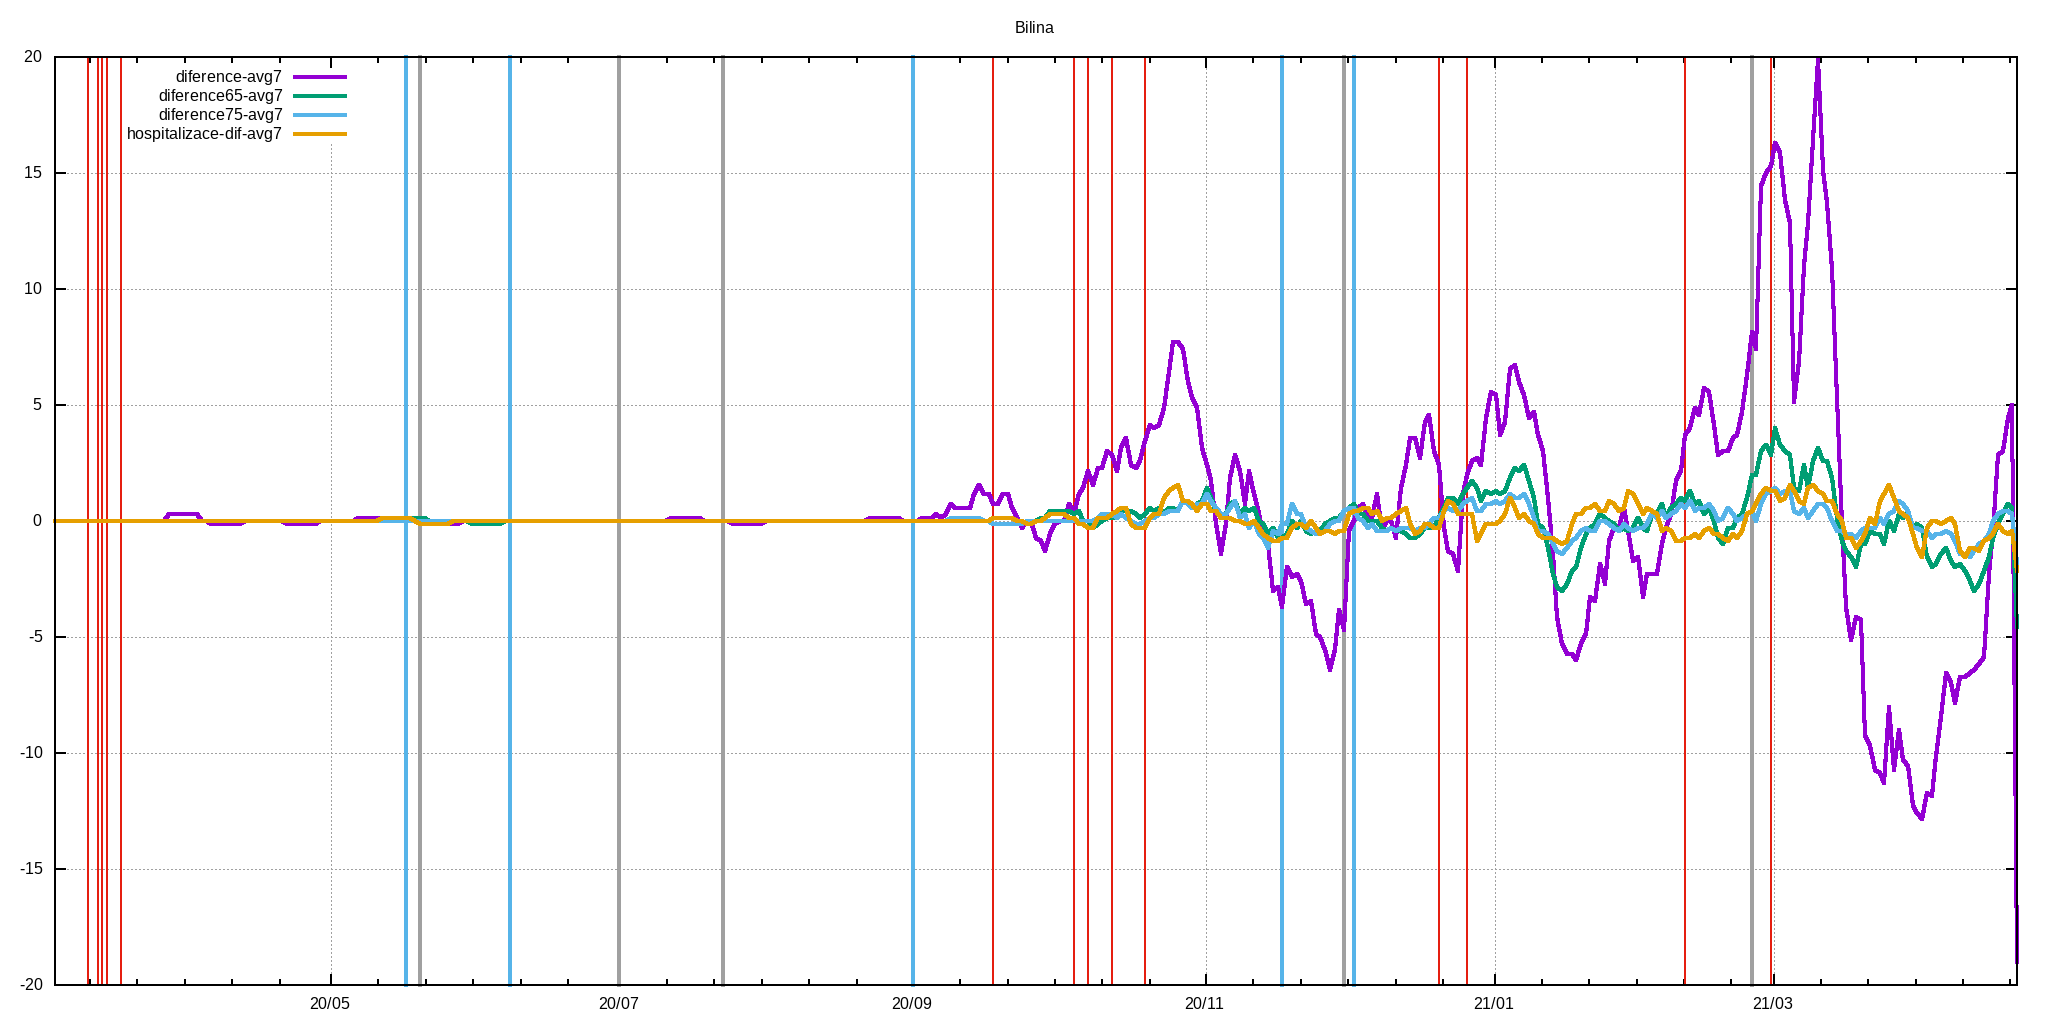 Bilina
diference-avg7
diference65-avg7
diference75-avg7
hospitalizace-dif-avg7
20
15
10
5
0
-5
-10
-15
-20
20/05 20/07 20/09 20/11 21/01 21/03